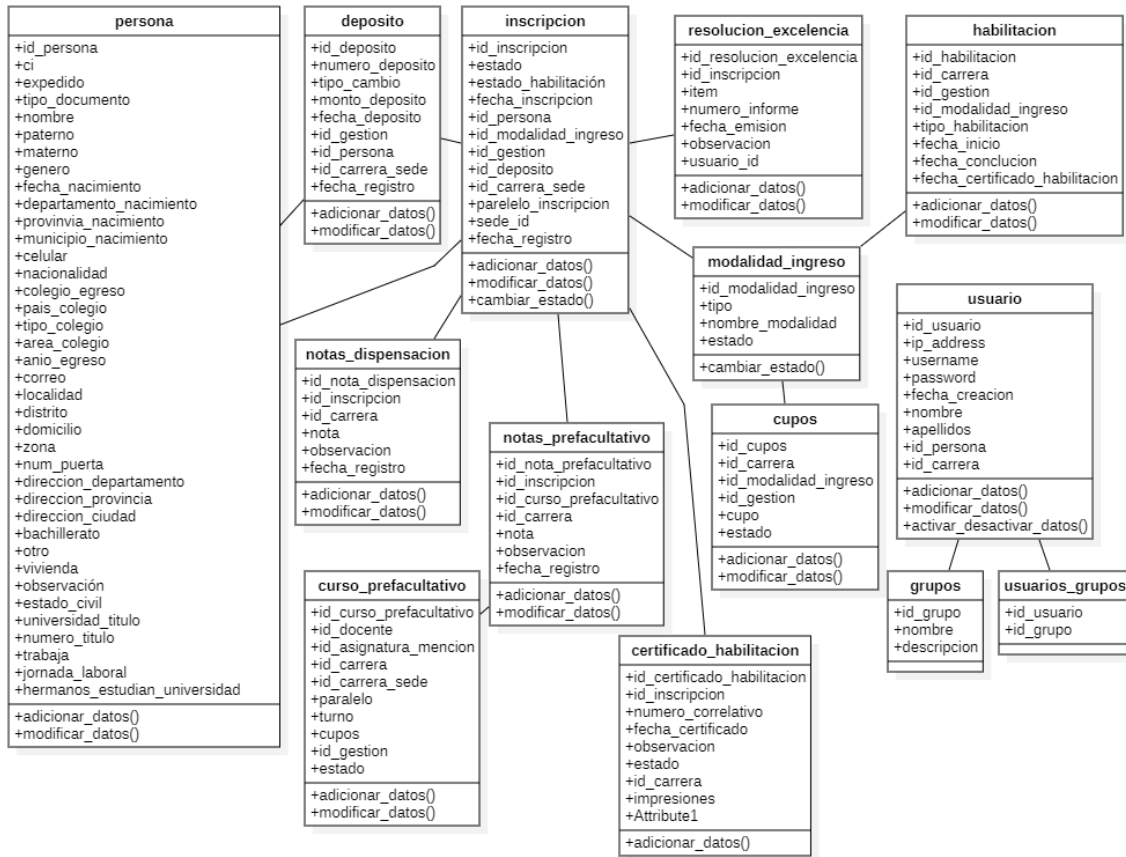 persona
+id_persona
+ci
+expedido
+tipo_documento
+nombre
+paterno
+materno
+genero
+fecha_nacimiento
+departamento_nacimiento
+provinvia_nacimiento
+municipio_nacimiento
+celular
+nacionalidad
+colegio_egreso
+pais_colegio
+tipo_colegio
+area_colegio
+anio_egreso
+correo
+localidad
+distrito
+domicilio
+zona
+num_puerta
+direccion_departamento
+direccion_provincia
+direccion_ciudad
+bachillerato
+otro
+vivienda
+observación
+estado_civil
+universidad_titulo
+numero_titulo
+trabaja
+jornada_laboral
+hermanos_estudian_universidad
+adicionar_datos()
+modificar_datos()
deposito
+id_deposito
+numero_deposito
+tipo_cambio
+monto_deposito
+fecha_deposito
+id_gestion
+id_persona
+id_carrera_sede
+fecha_registro
+adicionar_datos()
+modificar_datos()
inscripcion
+id_inscripcion
+estado
+estado_habilitación
+fecha_inscripcion
+id_persona
+id_modalidad_ingreso
+id_gestion
+id_deposito
+id_carrera_sede
+parelelo_inscripcion
+sede_id
+fecha_registro
+adicionar_datos()
+modificar_datos()
+cambiar_estado()
resolucion_excelencia
+id_resolucion_excelencia
+id_inscripcion
+item
+numero_informe
+fecha_emision
+observacion
+usuario_id
+adicionar_datos()
+modificar_datos()
habilitacion
+id_habilitacion
+id_carrera
+id_gestion
+id_modalidad_ingreso
+tipo_habilitacion
+fecha_inicio
+fecha_conclucion
+fecha_certificado_habilitacion
+adicionar_datos()
+modificar_datos()
modalidad_ingreso
+id_modalidad_ingreso
+tipo
+nombre_modalidad
+estado
+cambiar_estado()
usuario
+id_usuario
+ip_address
+username
+password
+fecha_creacion
+nombre
+apellidos
+id_persona
+id_carrera
+adicionar_datos()
+modificar_datos()
+activar_desactivar_datos()
notas_dispensacion
+id_nota_dispensacion
+id_inscripcion
+id_carrera
+nota
+observacion
+fecha_registro
+adicionar_datos()
+modificar_datos()
notas_prefacultativo
+id_nota_prefacultativo
+id_inscripcion
+id_curso_prefacultativo
+id_carrera
+nota
+observacion
+fecha_registro
+adicionar_datos()
+modificar_datos()
cupos
+id_cupos
+id_carrera
+id_modalidad_ingreso
+id_gestion
+cupo
+estado
+adicionar_datos()
+modificar_datos()
curso_prefacultativo
+id_curso_prefacultativo
+id_docente
+id_asignatura_mencion
+id_carrera
+id_carrera_sede
+paralelo
+turno
+cupos
+id_gestion
+estado
+adicionar_datos()
+modificar_datos()
grupos
+id_grupo
+nombre
+descripcion
usuarios_grupos
+id_usuario
+id_grupo
certificado_habilitacion
+id_certificado_habilitacion
+id_inscripcion
+numero_correlativo
+fecha_certificado
+observacion
+estado
+id_carrera
+impresiones
+Attribute1
+adicionar_datos()